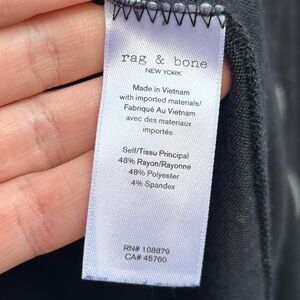 rag & bone
NEW YORK
Made in Vietnam
with imported materials/
Fabriqué Au Vietnam
avec des materiaux
importés
Self/Tissu Principal
48% Rayon/Rayonne
48% Polyester
4% Spandex
RN# 108879
CA# 45760